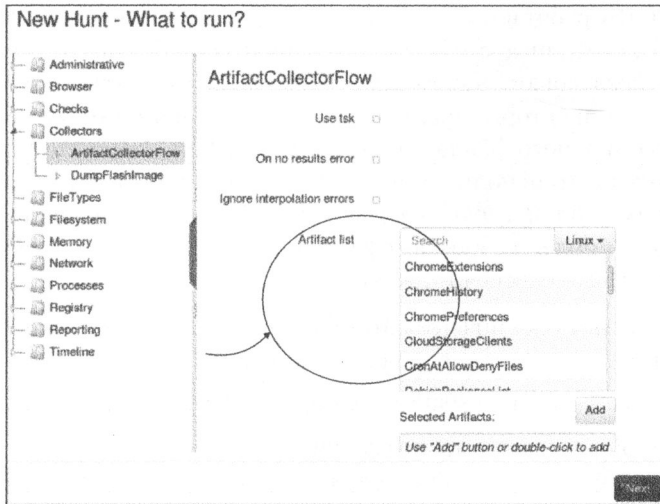 New Hunt - What to run?
Administrative
Browser
Checks
Collectors
ArtifactCollectorFlow
DumpFlashImage
FileTypes
Filesystem
Memory
Network
Processes
Registry
Reporting
Timeline
ArtifactCollectorFlow
Use tsk
On no results error
Ignore interpolation errors
Artifact list
Search
Linux
ChromeExtensions
ChromeHistory
ChromePreferences
CloudStorageClients
CronAtAllowDenyFiles
Selected Artifacts:
Add
Use "Add" button or double-click to add